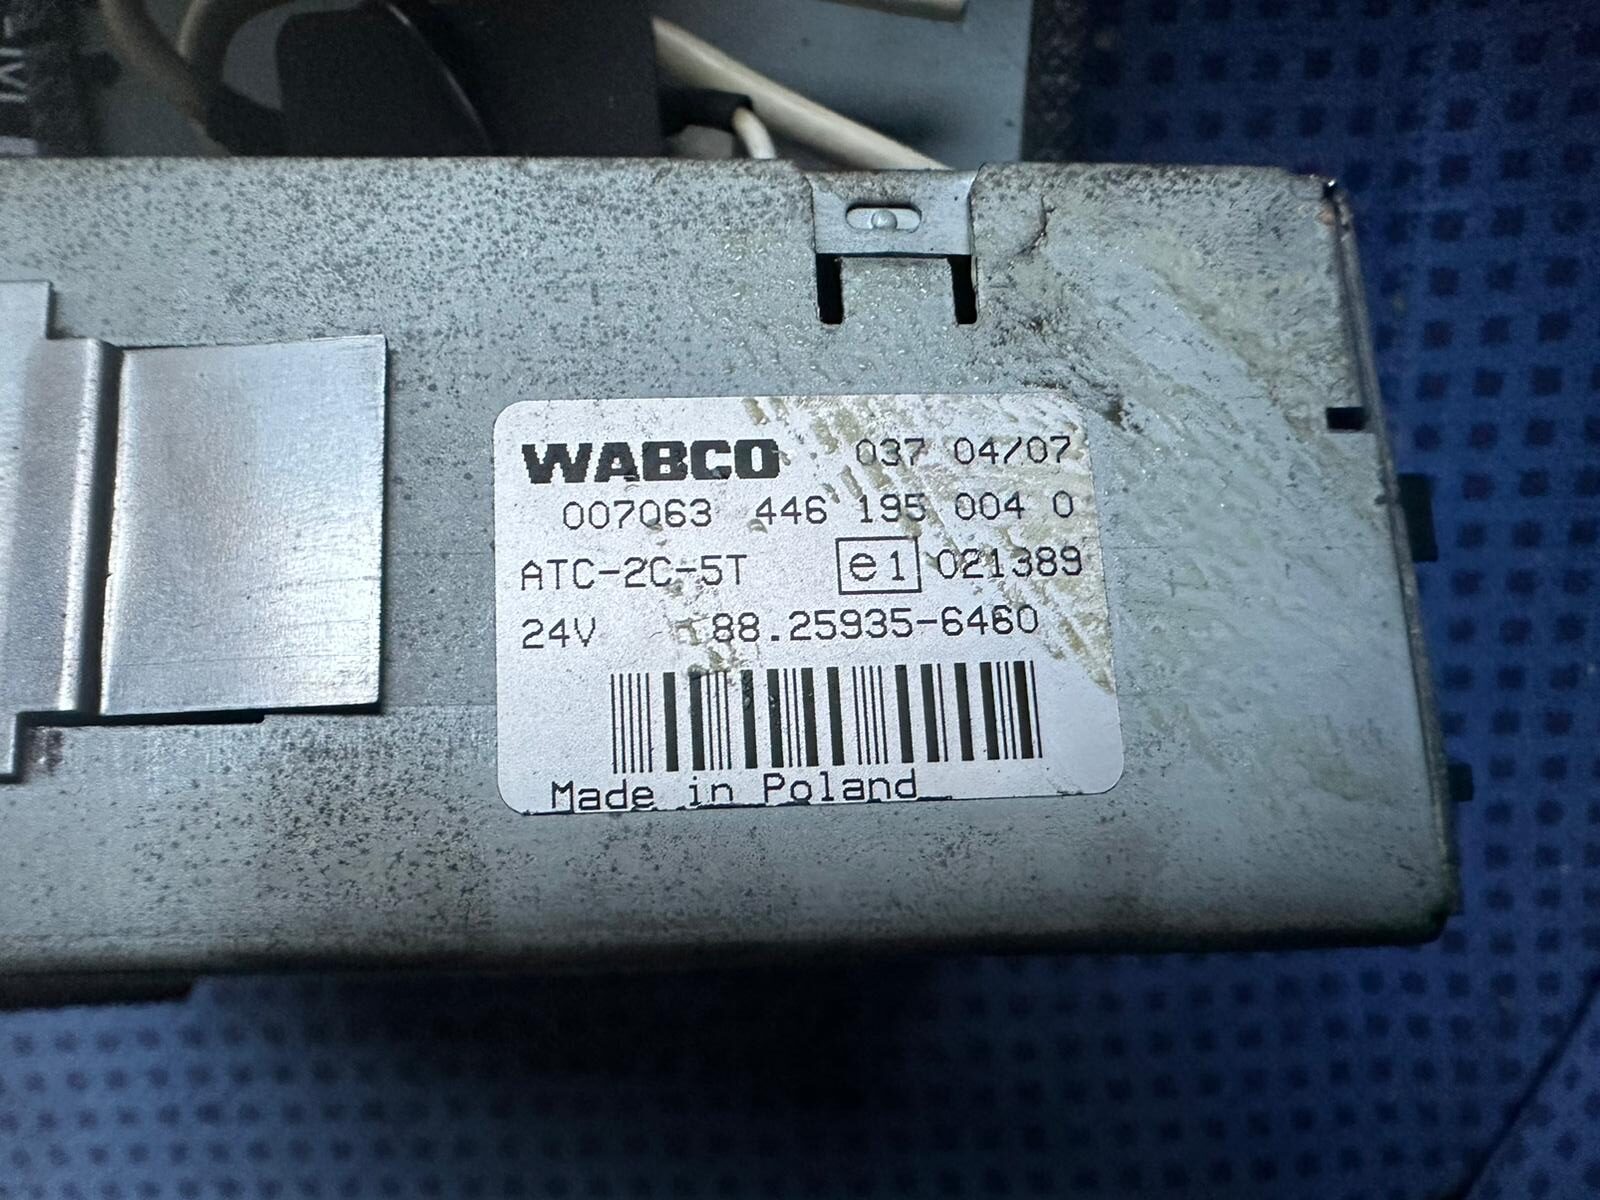 WABCO 037 04/07
007063 446 195 004 0
ATC-2C-5T e1 021389
24V 88.25935-6460
Made in Poland